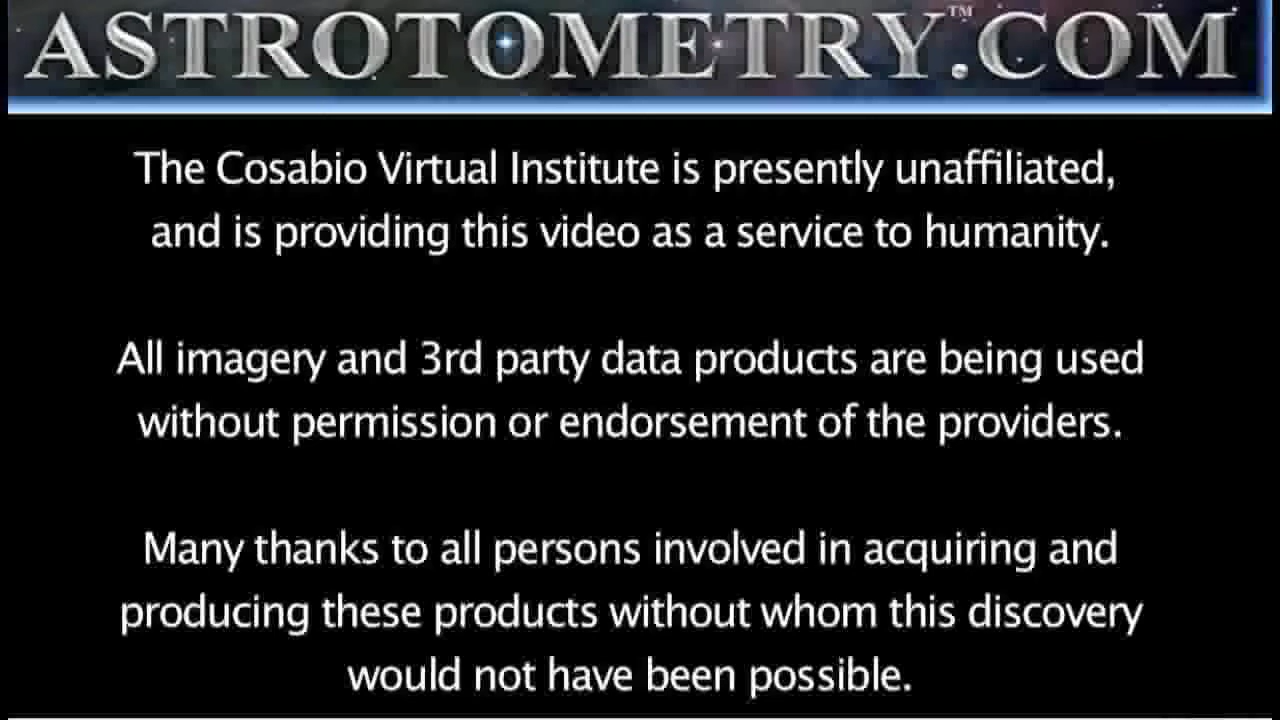 ASTROTOMETRY™.COM
The Cosabio Virtual Institute is presently unaffiliated,
and is providing this video as a service to humanity.
All imagery and 3rd party data products are being used
without permission or endorsement of the providers.
Many thanks to all persons involved in acquiring and
producing these products without whom this discovery
would not have been possible.